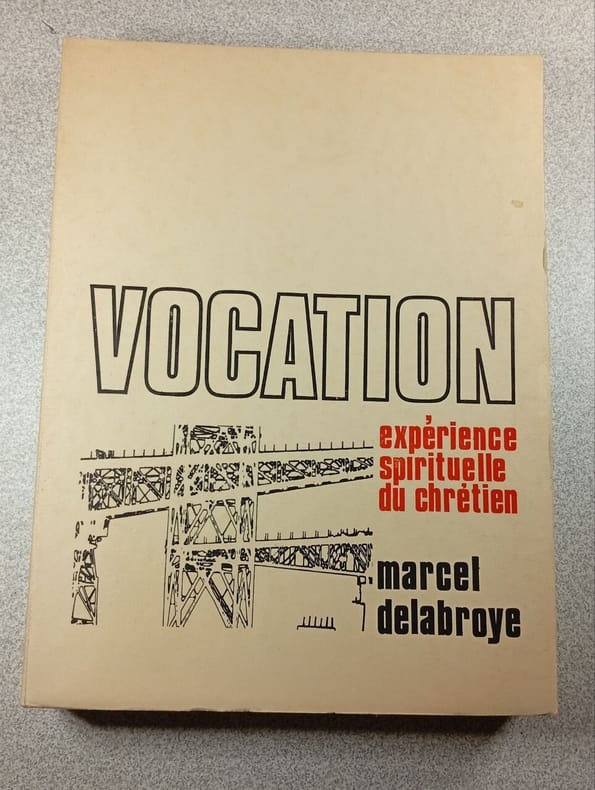 VOCATION
expérience
spirituelle
du chrétien
marcel
delabroye